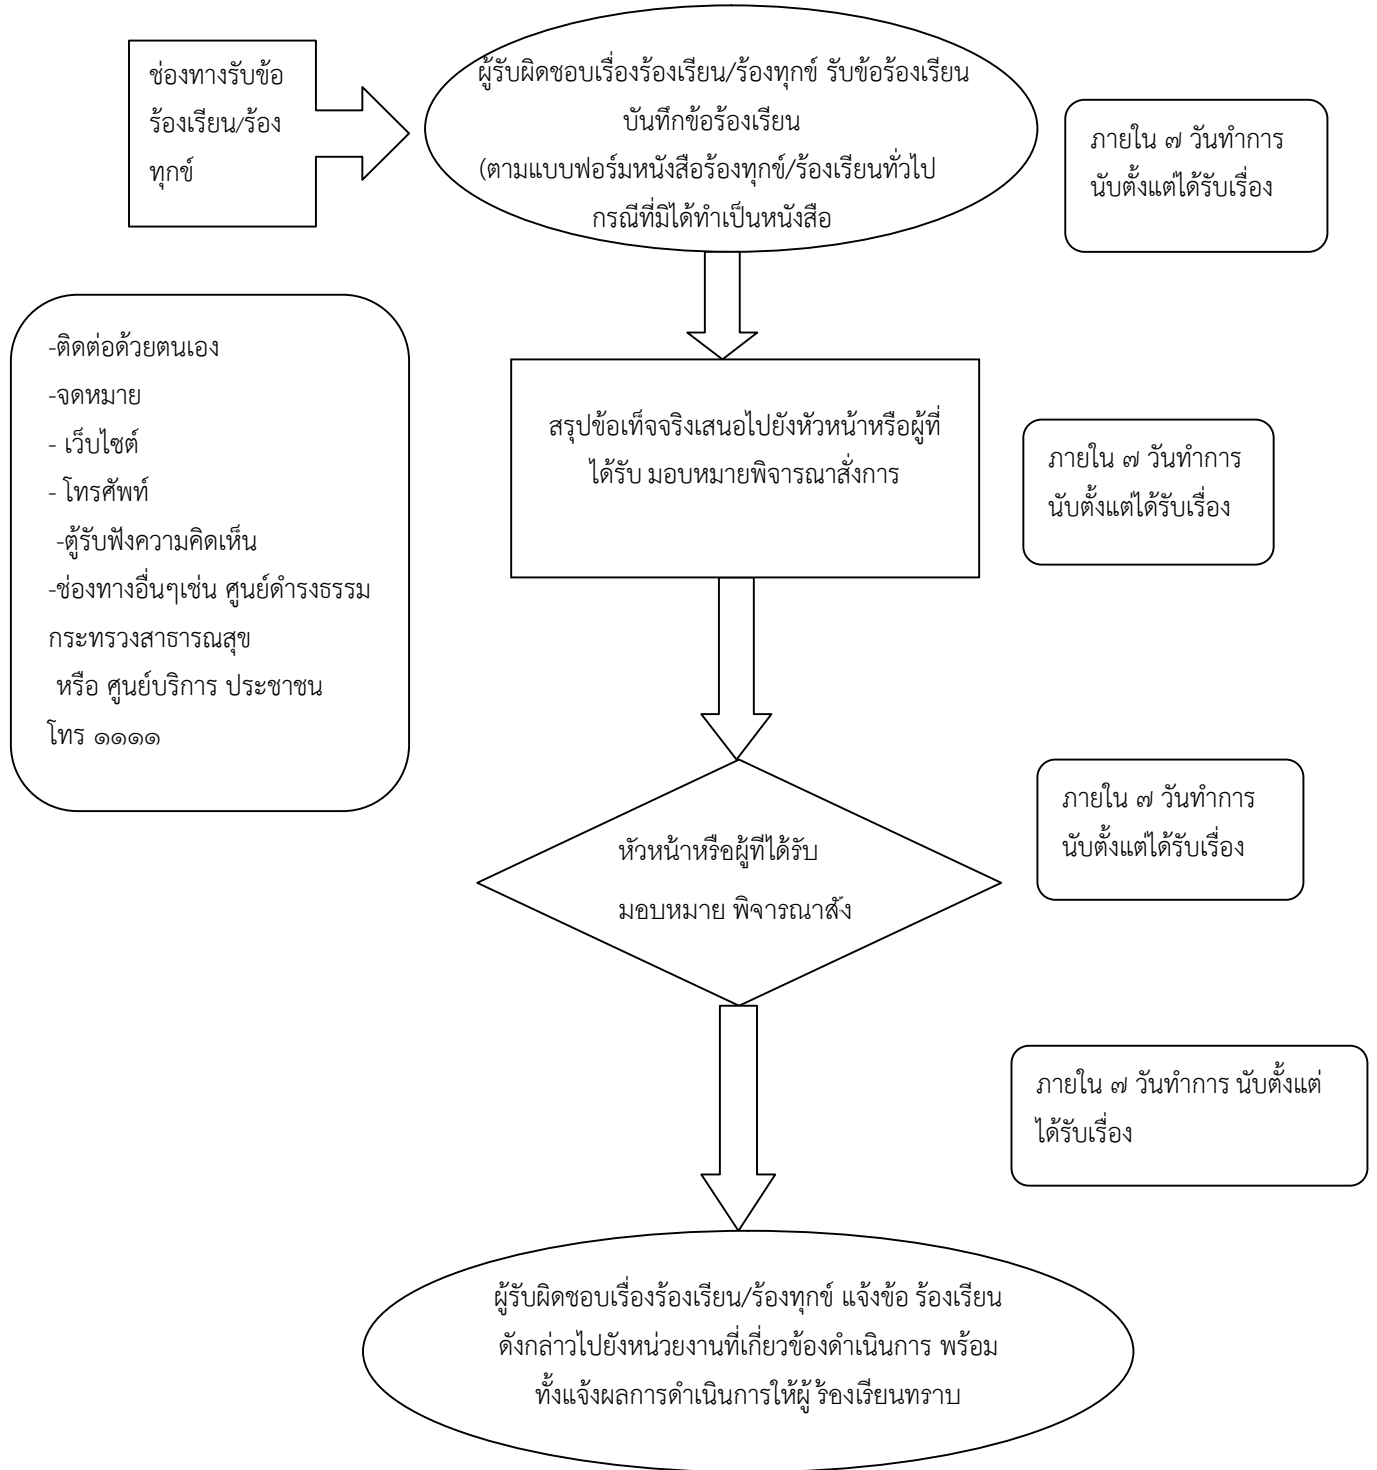 ช่องทางรับข้อ
ร้องเรียน/ร้อง
ทุกข์
ผู้รับผิดชอบเรื่องร้องเรียน/ร้องทุกข์ รับข้อร้องเรียน
บันทึกข้อร้องเรียน
(ตามแบบฟอร์มหนังสือร้องทุกข์/ร้องเรียนทั่วไป
กรณีที่มิได้ทำเป็นหนังสือ
ภายใน ๗ วันทำการ
นับตั้งแต่ได้รับเรื่อง
-ติดต่อด้วยตนเอง
-จดหมาย
- เว็บไซต์
- โทรศัพท์
-ตู้รับฟังความคิดเห็น
-ช่องทางอื่นๆเช่น ศูนย์ดำรงธรรม
กระทรวงสาธารณสุข
หรือ ศูนย์บริการ ประชาชน
โทร ๑๑๑๑
สรุปข้อเท็จจริงเสนอไปยังหัวหน้าหรือผู้ที่
ได้รับ มอบหมายพิจารณาสั่งการ
ภายใน ๗ วันทำการ
นับตั้งแต่ได้รับเรื่อง
หัวหน้าหรือผู้ที่ได้รับ
มอบหมาย พิจารณาสั่ง
ภายใน ๗ วันทำการ
นับตั้งแต่ได้รับเรื่อง
ภายใน ๗ วันทำการ นับตั้งแต่
ได้รับเรื่อง
ผู้รับผิดชอบเรื่องร้องเรียน/ร้องทุกข์ แจ้งข้อ ร้องเรียน
ดังกล่าวไปยังหน่วยงานที่เกี่ยวข้องดำเนินการ พร้อม
ทั้งแจ้งผลการดำเนินการให้ผู้ ร้องเรียนทราบ